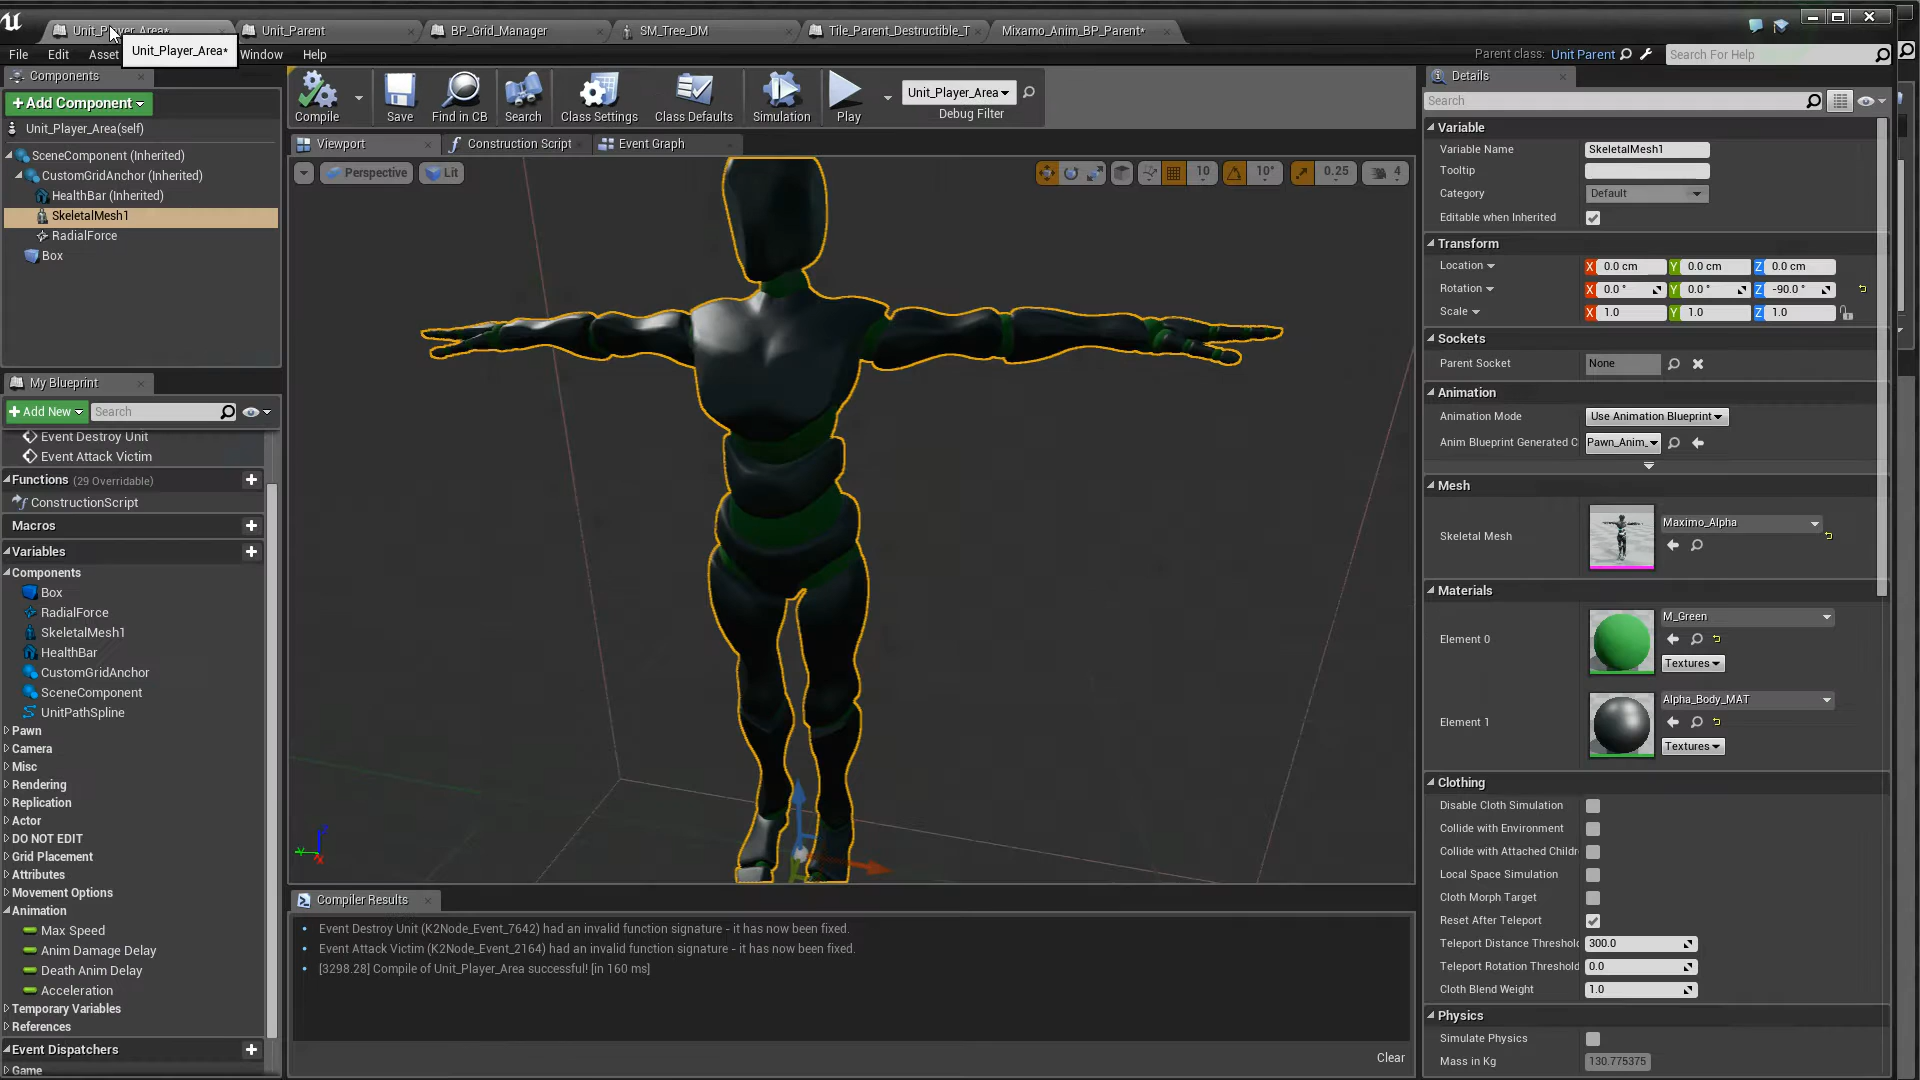 Unit_Player_Area*
Unit_Parent
BP_Grid_Manager
SM_Tree_DM
Tile_Parent_Destructible_T
Mixamo_Anim_BP_Parent*
Unit_Player_Area*
File Edit Asset Window Help
Parent class: Unit Parent
Search For Help
Components
Add Component
Unit_Player_Area(self)
SceneComponent (Inherited)
CustomGridAnchor (Inherited)
HealthBar (Inherited)
SkeletalMesh1
RadialForce
Box
My Blueprint
Add New
Search
Event Destroy Unit
Event Attack Victim
Functions (29 Overridable)
ConstructionScript
Macros
Variables
Components
Box
RadialForce
SkeletalMesh1
HealthBar
CustomGridAnchor
SceneComponent
UnitPathSpline
Pawn
Camera
Misc
Rendering
Replication
Actor
DO NOT EDIT
Grid Placement
Attributes
Movement Options
Animation
Max Speed
Anim Damage Delay
Death Anim Delay
Acceleration
Temporary Variables
References
Event Dispatchers
Game
Compile
Save
Find in CB
Search
Class Settings
Class Defaults
Simulation
Play
Unit_Player_Area
Debug Filter
Viewport
Construction Script
Event Graph
Perspective
Lit
10
10°
0.25
4
Compiler Results
Event Destroy Unit (K2Node_Event_7642) had an invalid function signature - it has now been fixed.
Event Attack Victim (K2Node_Event_2164) had an invalid function signature - it has now been fixed.
[3298.28] Compile of Unit_Player_Area successful! [in 160 ms]
Clear
Details
Search
Variable
Variable Name SkeletalMesh1
Tooltip
Category Default
Editable when Inherited
Transform
Location X 0.0 cm Y 0.0 cm Z 0.0 cm
Rotation X 0.0 ° Y 0.0 ° Z -90.0 °
Scale X 1.0 Y 1.0 Z 1.0
Sockets
Parent Socket None
Animation
Animation Mode Use Animation Blueprint
Anim Blueprint Generated C Pawn_Anim_
Mesh
Skeletal Mesh Maximo_Alpha
Materials
Element 0 M_Green
Textures
Element 1 Alpha_Body_MAT
Textures
Clothing
Disable Cloth Simulation
Collide with Environment
Collide with Attached Childr
Local Space Simulation
Cloth Morph Target
Reset After Teleport
Teleport Distance Threshold 300.0
Teleport Rotation Threshold 0.0
Cloth Blend Weight 1.0
Physics
Simulate Physics
Mass in Kg 130.775375